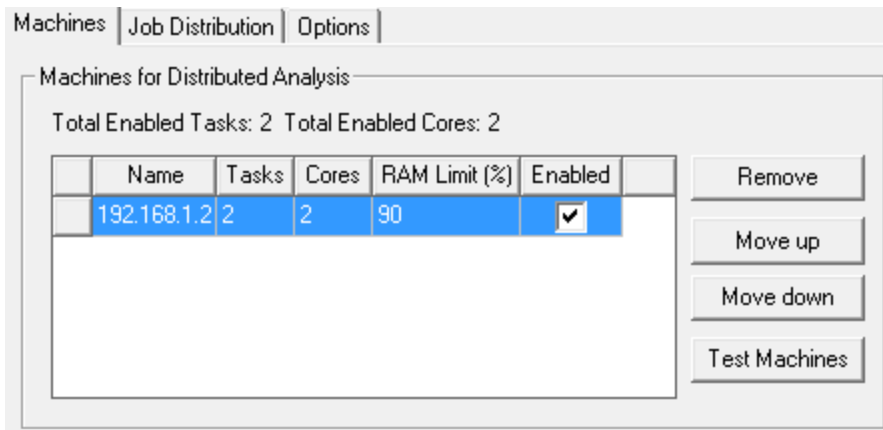 Machines Job Distribution Options
Machines for Distributed Analysis
Total Enabled Tasks: 2 Total Enabled Cores: 2
Name Tasks Cores RAM Limit (%) Enabled
192.168.1.2 2 2 90
Remove
Move up
Move down
Test Machines